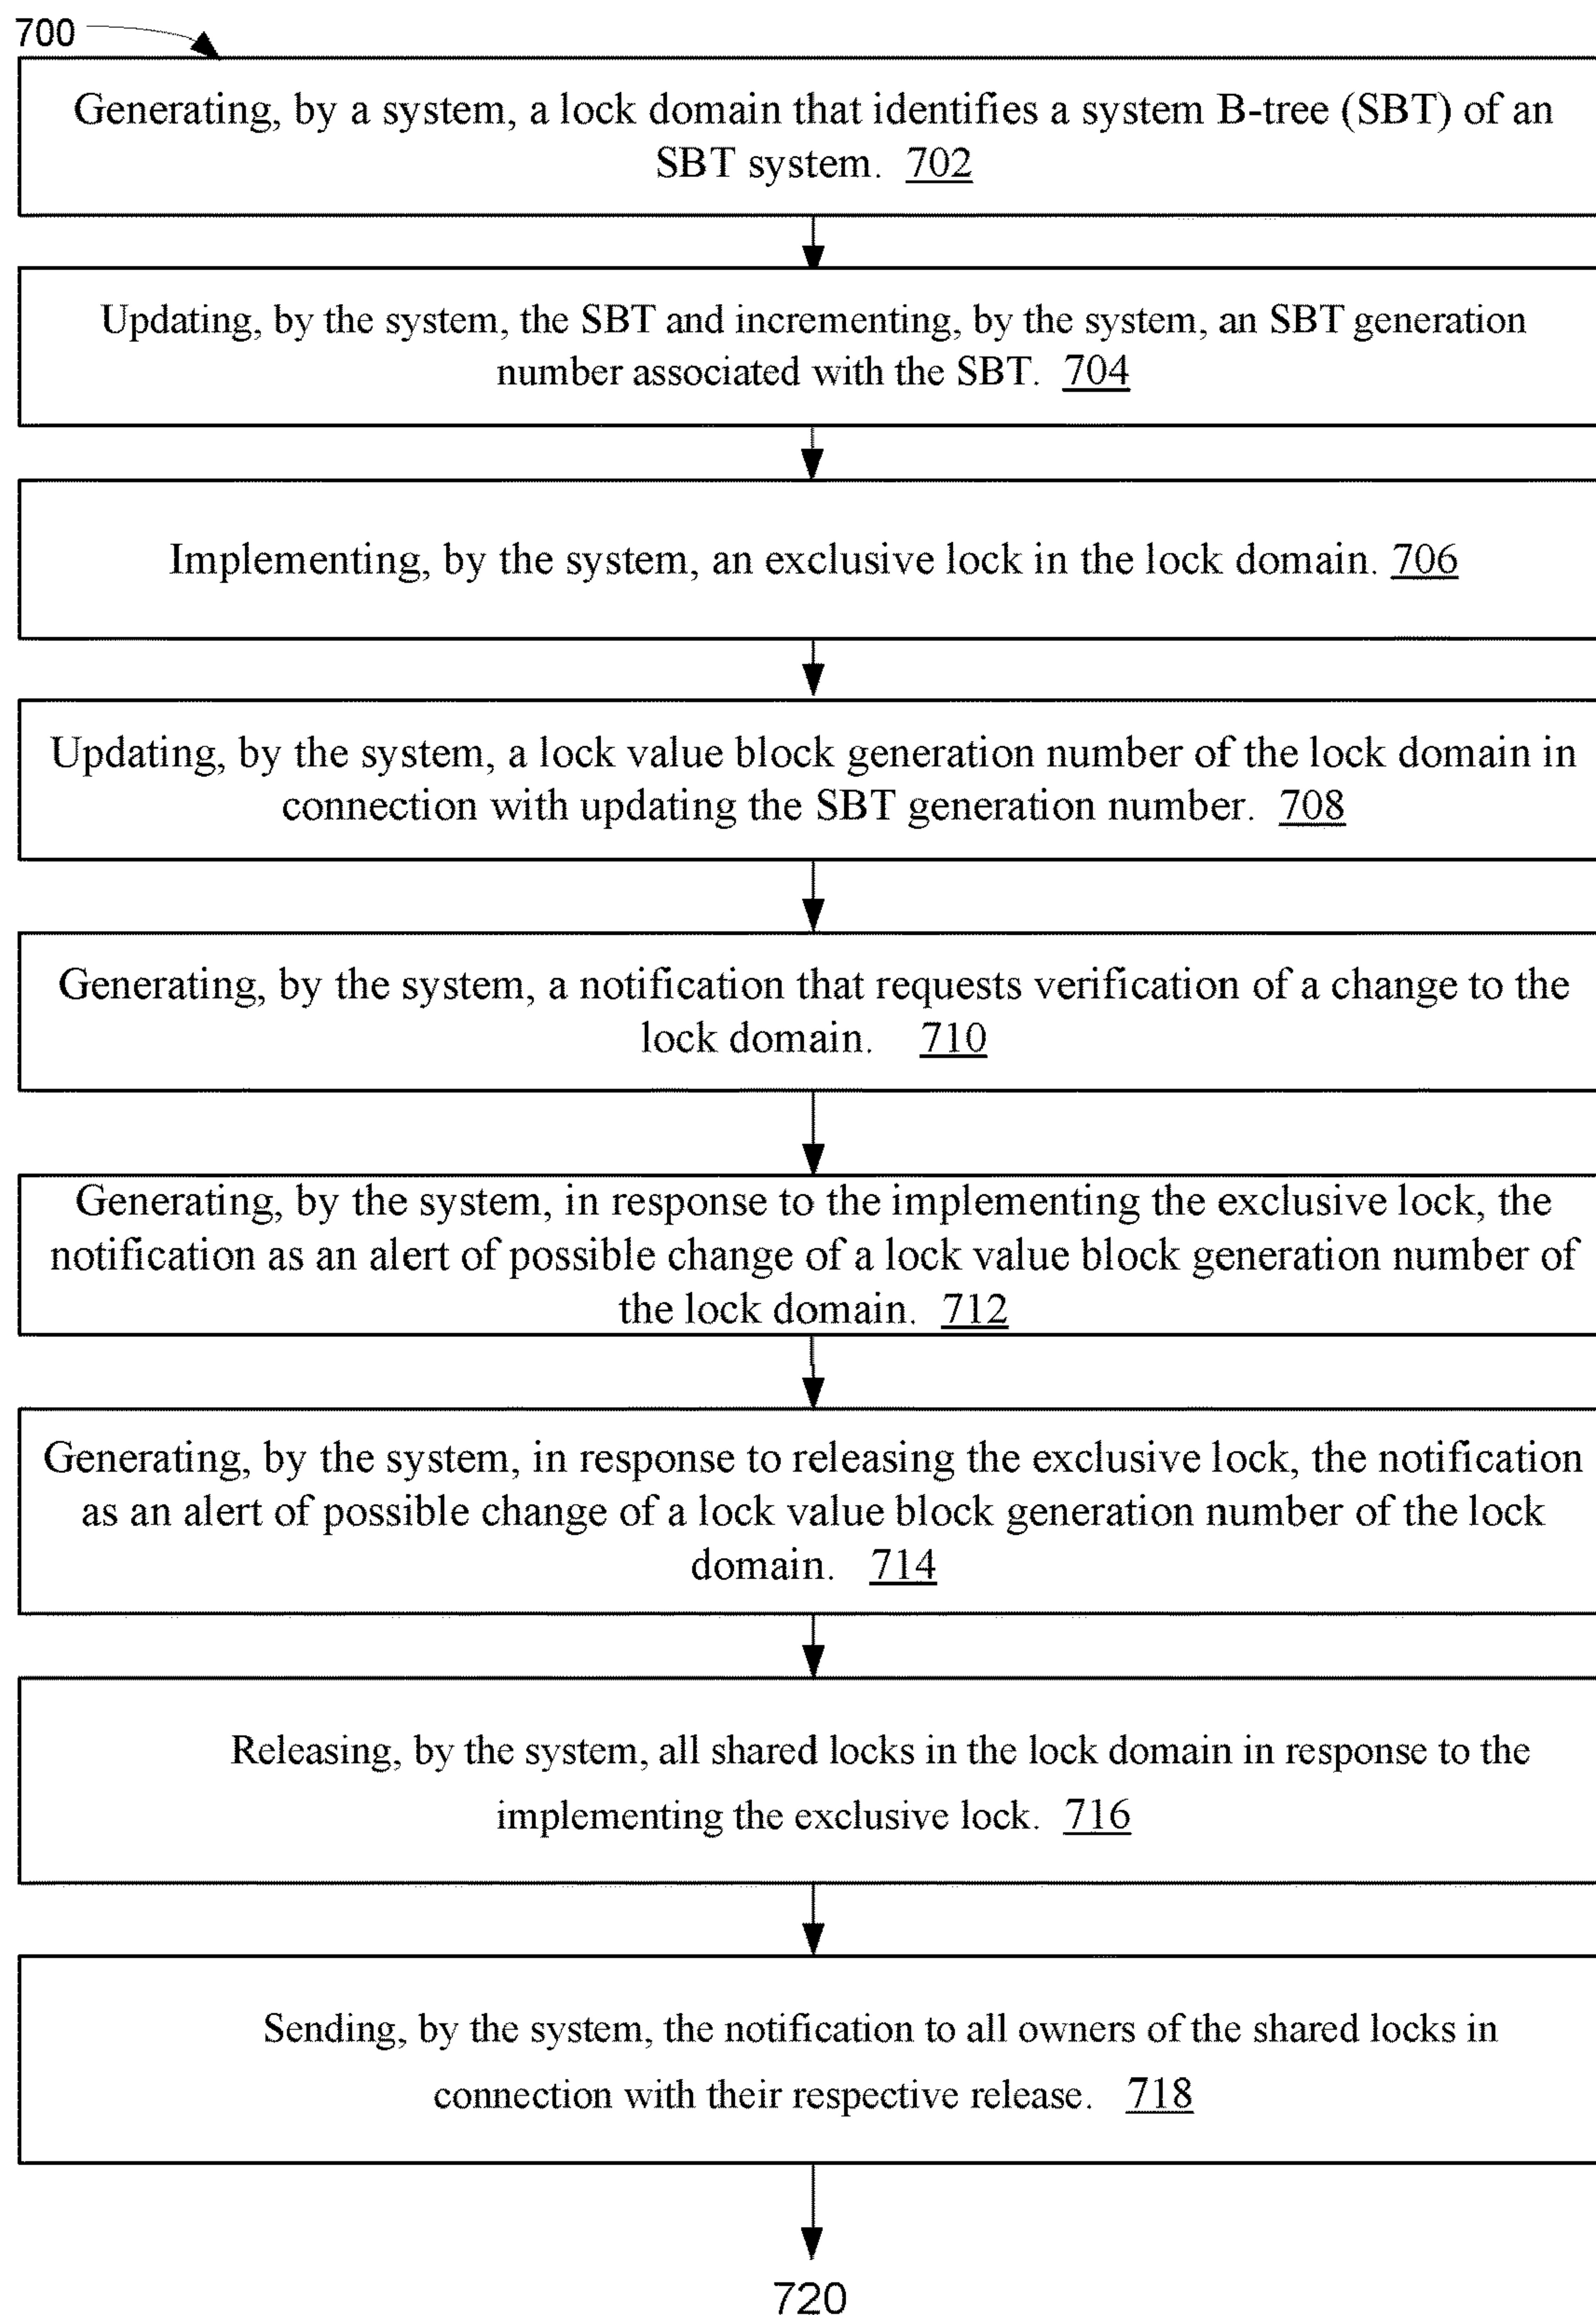 700
Generating, by a system, a lock domain that identifies a system B-tree (SBT) of an
SBT system. 702
Updating, by the system, the SBT and incrementing, by the system, an SBT generation
number associated with the SBT. 704
Implementing, by the system, an exclusive lock in the lock domain. 706
Updating, by the system, a lock value block generation number of the lock domain in
connection with updating the SBT generation number. 708
Generating, by the system, a notification that requests verification of a change to the
lock domain. 710
Generating, by the system, in response to the implementing the exclusive lock, the
notification as an alert of possible change of a lock value block generation number of
the lock domain. 712
Generating, by the system, in response to releasing the exclusive lock, the notification
as an alert of possible change of a lock value block generation number of the lock
domain. 714
Releasing, by the system, all shared locks in the lock domain in response to the
implementing the exclusive lock. 716
Sending, by the system, the notification to all owners of the shared locks in
connection with their respective release. 718
720